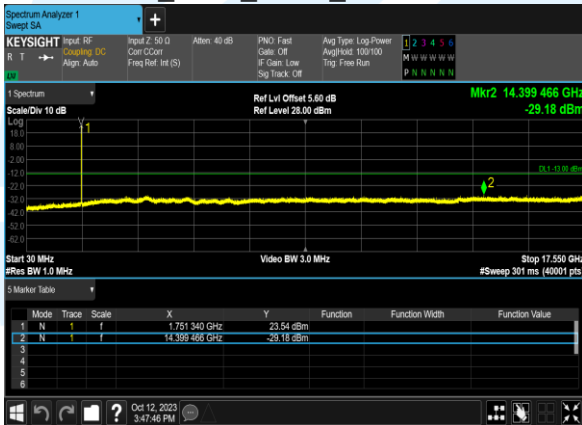 Spectrum Analyzer 1
Swept SA
KEYSIGHT
R T
Input: RF
Coupling: DC
Align: Auto
Input Z: 50 Ω
Corr CCorr
Freq Ref: Int (S)
Atten: 40 dB
PNO: Fast
Gate: Off
IF Gain: Low
Sig Track: Off
Avg Type: Log-Power
Avg|Hold: 100/100
Trig: Free Run
1 2 3 4 5 6
M W W W W W
P N N N N N
1 Spectrum
Scale/Div 10 dB
Ref Lvl Offset 5.60 dB
Ref Level 28.00 dBm
Mkr2 14.399 466 GHz
-29.18 dBm
Log
18.0
8.00
-2.00
-12.0
-22.0
-32.0
-42.0
-52.0
-62.0
1
DL1 -13.00 dBm
2
Start 30 MHz
#Res BW 1.0 MHz
Video BW 3.0 MHz
Stop 17.550 GHz
#Sweep 301 ms (40001 pts)
5 Marker Table
Mode Trace Scale X Y Function Function Width Function Value
1 N 1 f 1.751 340 GHz 23.54 dBm
2 N 1 f 14.399 466 GHz -29.18 dBm
3
4
5
6
Oct 12, 2023
3:47:46 PM